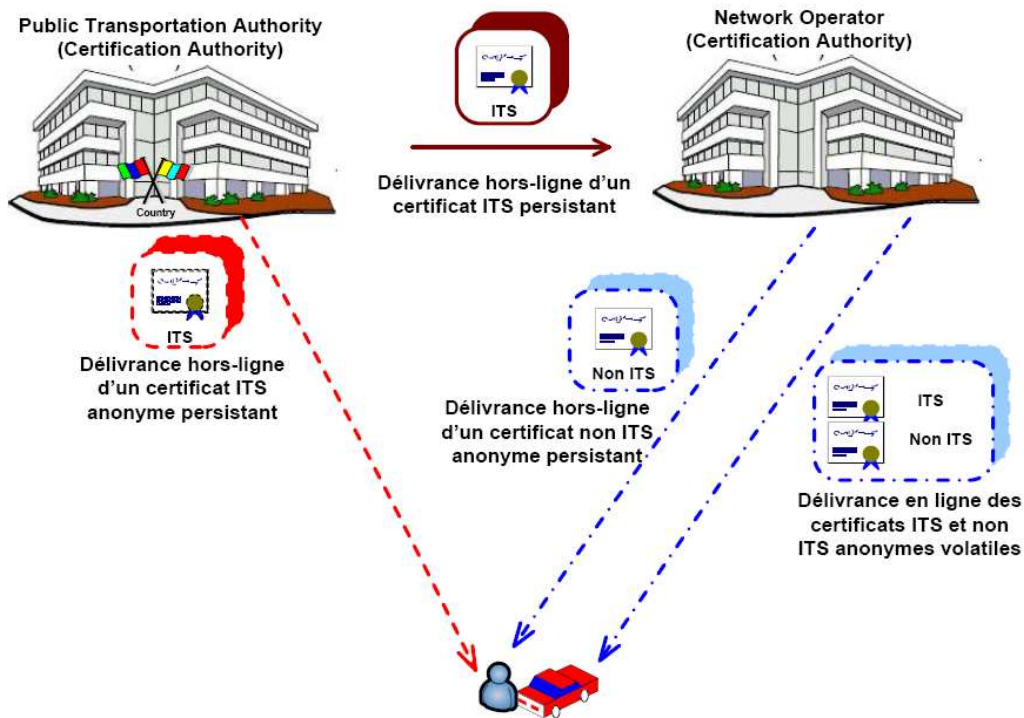 Public Transportation Authority
(Certification Authority)
Network Operator
(Certification Authority)
ITS
Délivrance hors-ligne d'un
certificat ITS persistant
Country
ITS
Délivrance hors-ligne
d'un certificat ITS
anonyme persistant
Non ITS
Délivrance hors-ligne
d'un certificat non ITS
anonyme persistant
ITS
Non ITS
Délivrance en ligne des
certificats ITS et non
ITS anonymes volatiles